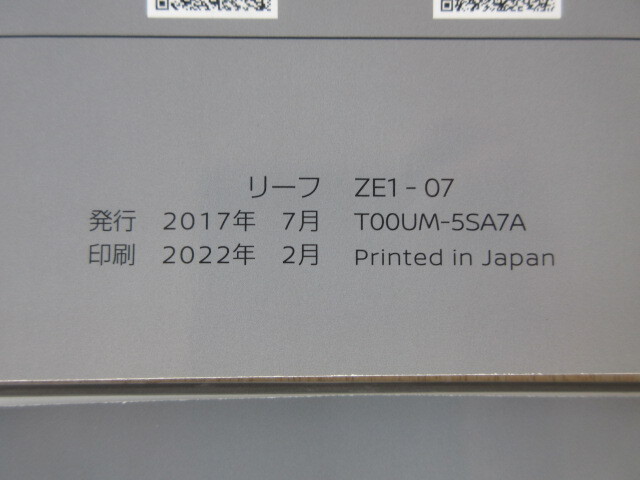 リーフ ZE1-07
発行 2017年 7月 T00UM-5SA7A
印刷 2022年 2月 Printed in Japan